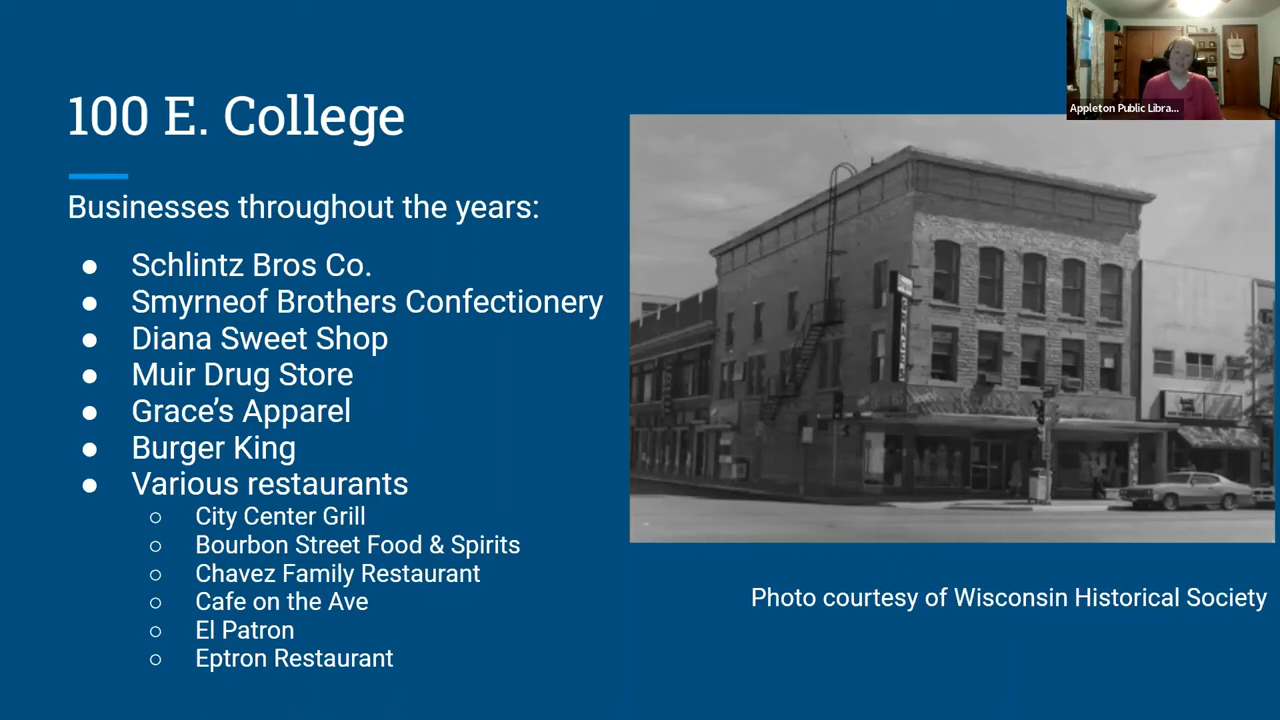 Appleton Public Libra...
100 E. College
Businesses throughout the years:
● Schlintz Bros Co.
● Smyrneof Brothers Confectionery
● Diana Sweet Shop
● Muir Drug Store
● Grace’s Apparel
● Burger King
● Various restaurants
○ City Center Grill
○ Bourbon Street Food & Spirits
○ Chavez Family Restaurant
○ Cafe on the Ave
○ El Patron
○ Eptron Restaurant
Photo courtesy of Wisconsin Historical Society